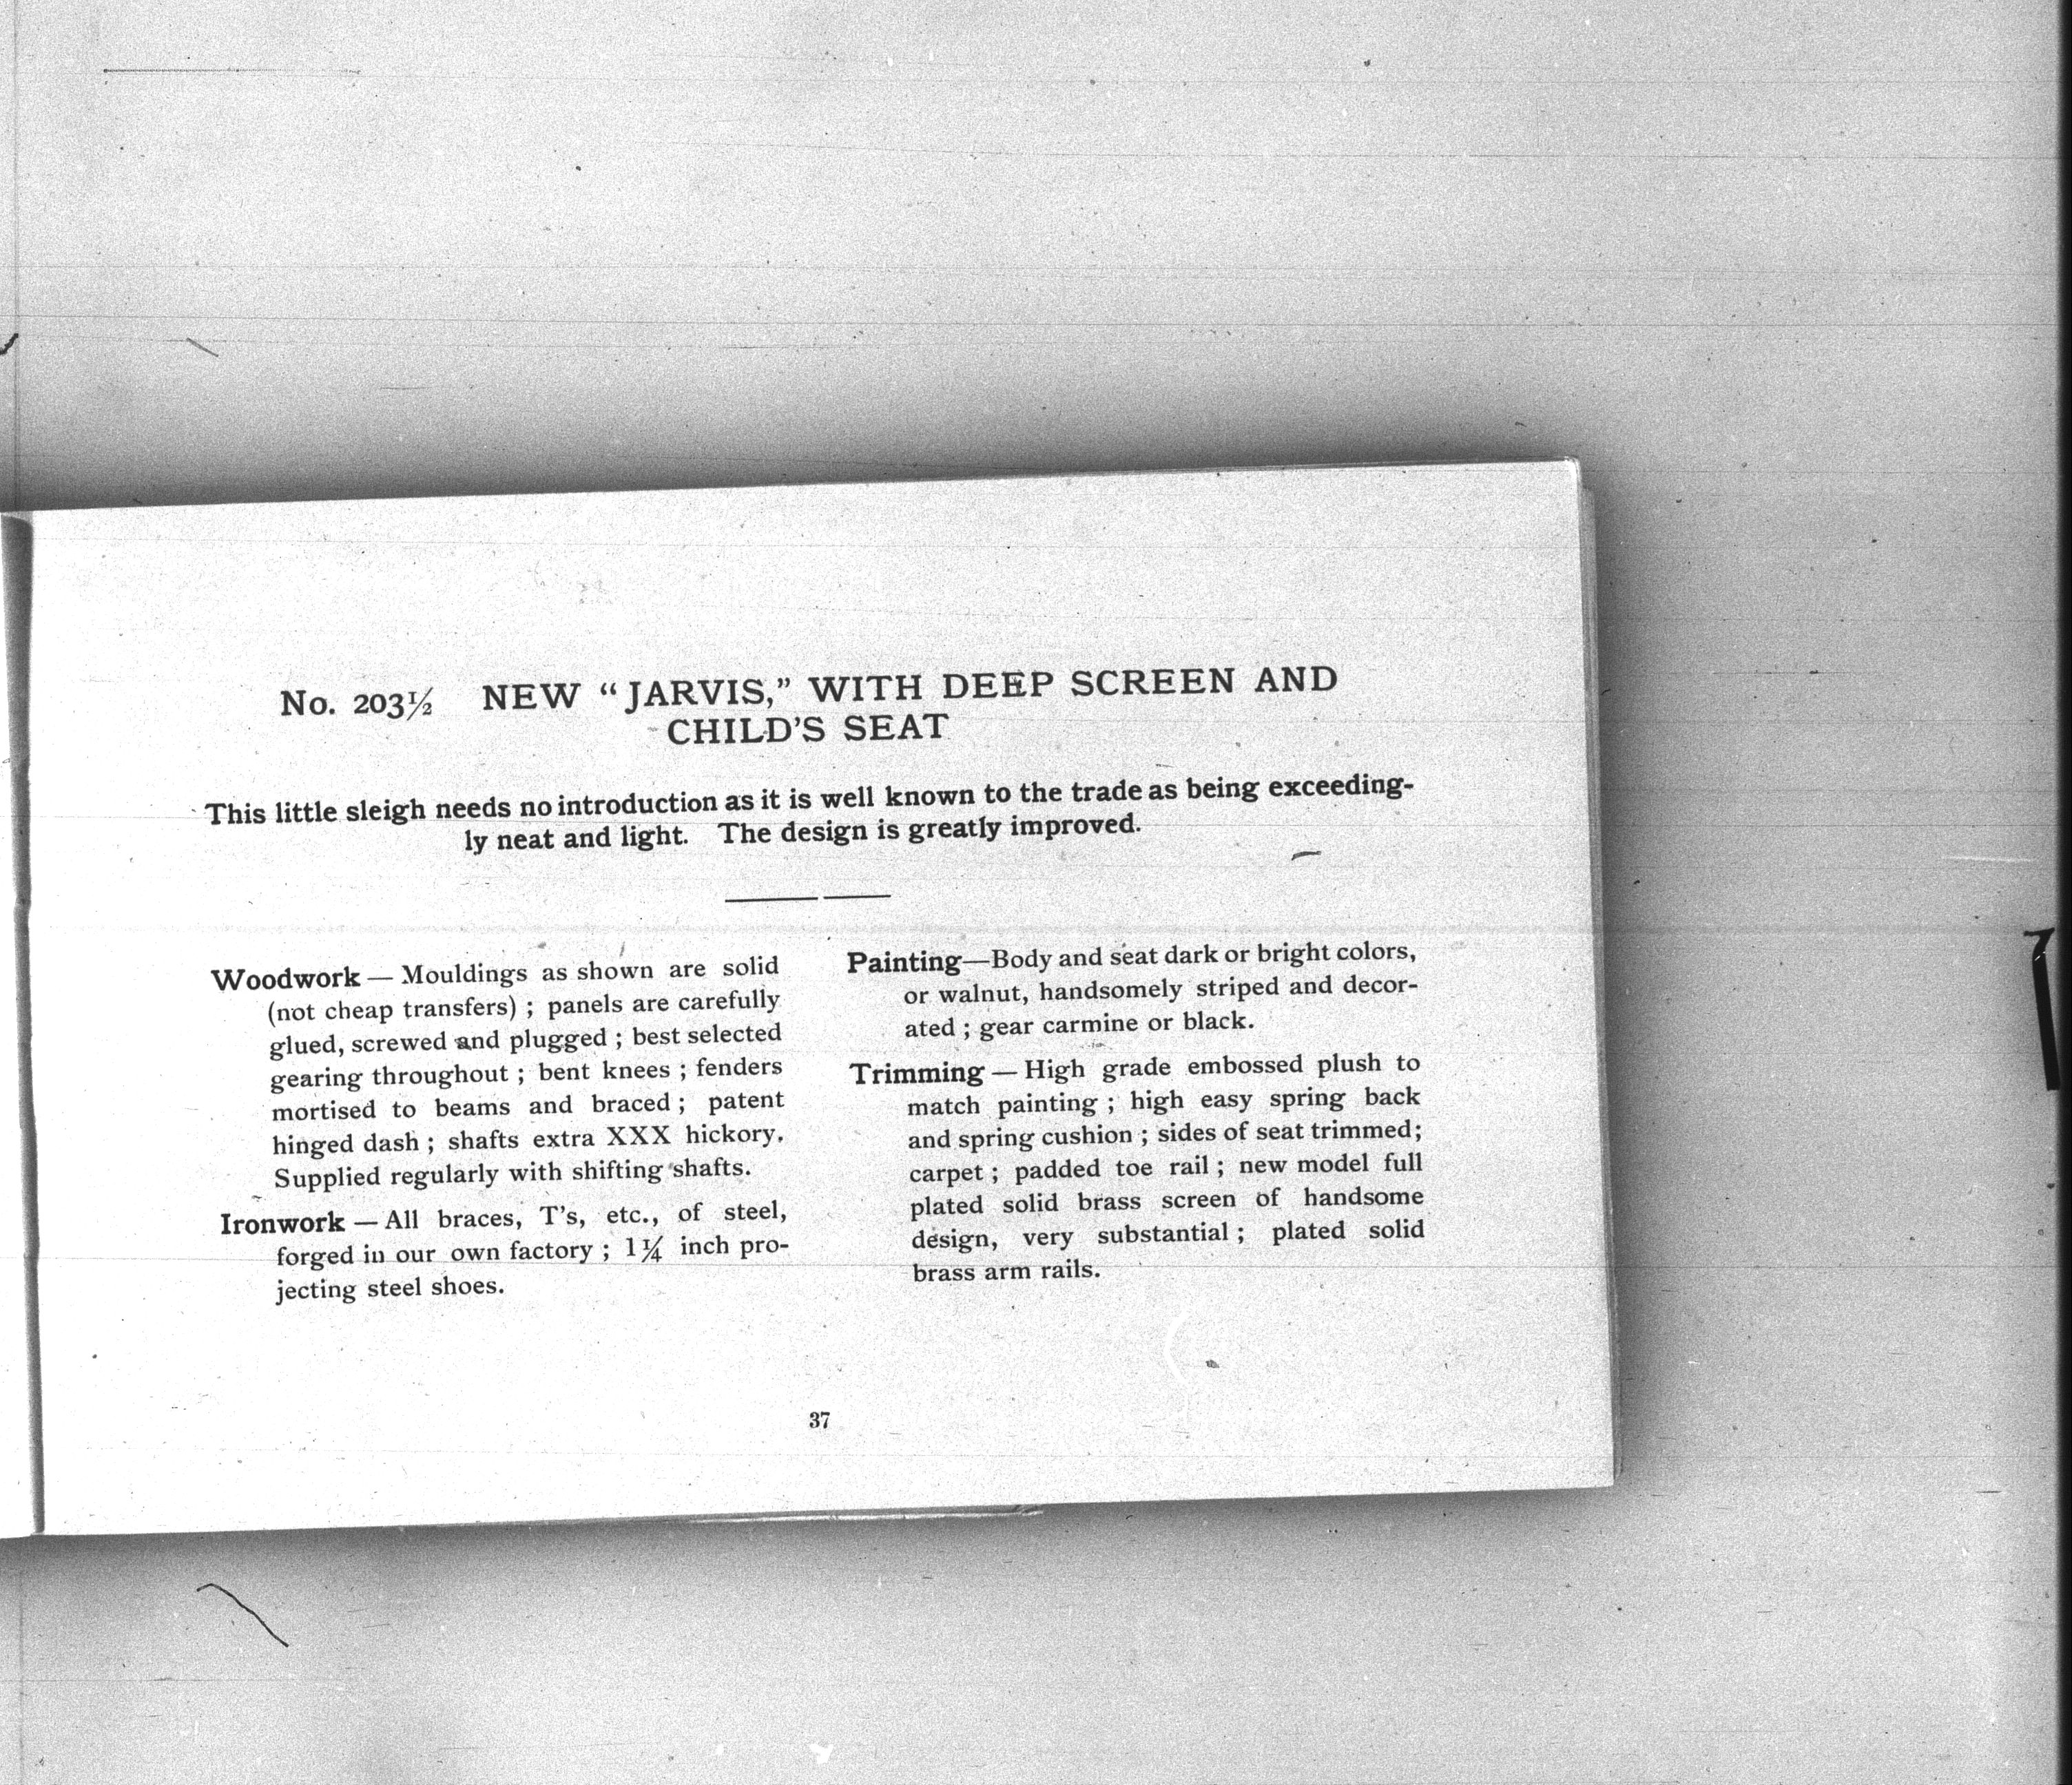 No. 203½ NEW “JARVIS,” WITH DEEP SCREEN AND
CHILD'S SEAT
This little sleigh needs no introduction as it is well known to the trade as being exceeding-
ly neat and light. The design is greatly improved.
Woodwork — Mouldings as shown are solid
(not cheap transfers) ; panels are carefully
glued, screwed and plugged ; best selected
gearing throughout ; bent knees ; fenders
mortised to beams and braced ; patent
hinged dash ; shafts extra XXX hickory.
Supplied regularly with shifting shafts.
Ironwork — All braces, T's, etc., of steel,
forged in our own factory ; 1¼ inch pro-
jecting steel shoes.
Painting—Body and seat dark or bright colors,
or walnut, handsomely striped and decor-
ated ; gear carmine or black.
Trimming — High grade embossed plush to
match painting ; high easy spring back
and spring cushion ; sides of seat trimmed;
carpet ; padded toe rail ; new model full
plated solid brass screen of handsome
design, very substantial ; plated solid
brass arm rails.
37